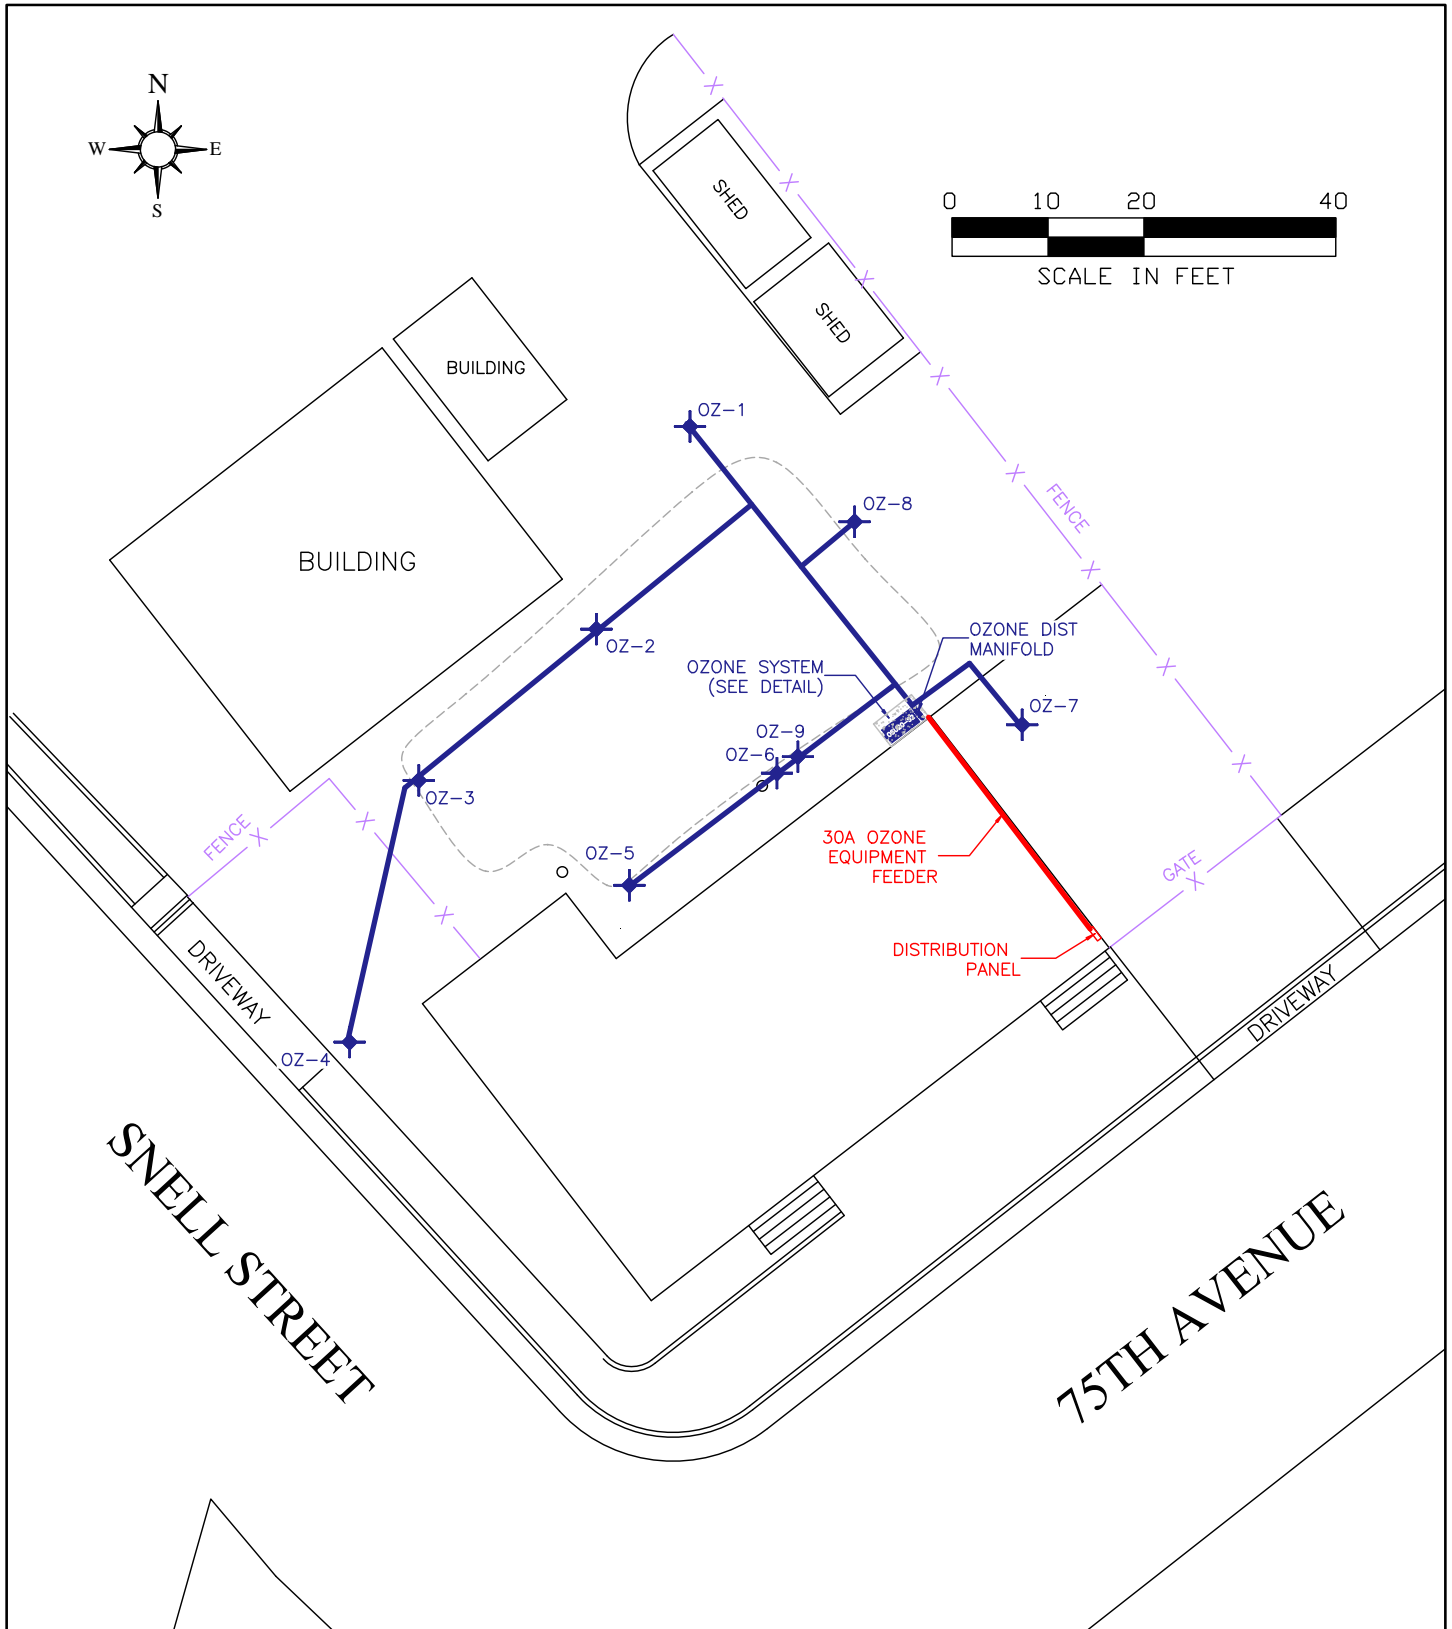 N
W
E
S
0 10 20 40
SCALE IN FEET
SHED
SHED
BUILDING
BUILDING
OZ-1
OZ-8
FENCE
OZ-2
OZONE DIST
MANIFOLD
OZONE SYSTEM
(SEE DETAIL)
OZ-7
OZ-9
OZ-6
OZ-3
FENCE
OZ-5
30A OZONE
EQUIPMENT
FEEDER
GATE
DISTRIBUTION
PANEL
DRIVEWAY
DRIVEWAY
OZ-4
SNELL STREET
75TH AVENUE